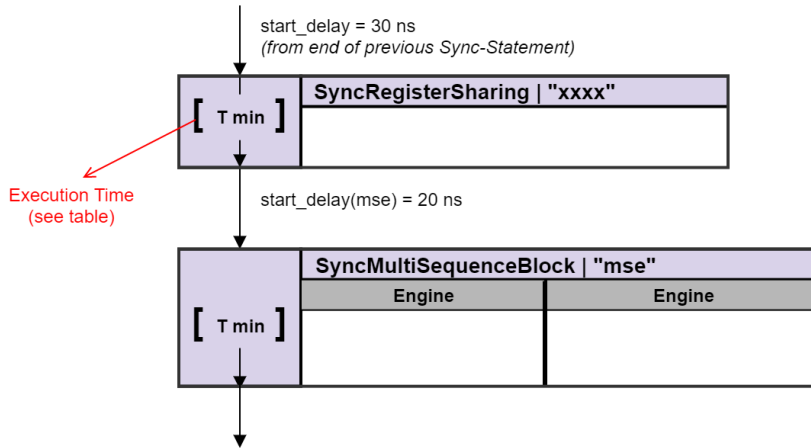 start_delay = 30 ns
(from end of previous Sync-Statement)
SyncRegisterSharing | "xxxx"
[ T min ]
Execution Time
(see table)
start_delay(mse) = 20 ns
SyncMultiSequenceBlock | "mse"
Engine Engine
[ T min ]